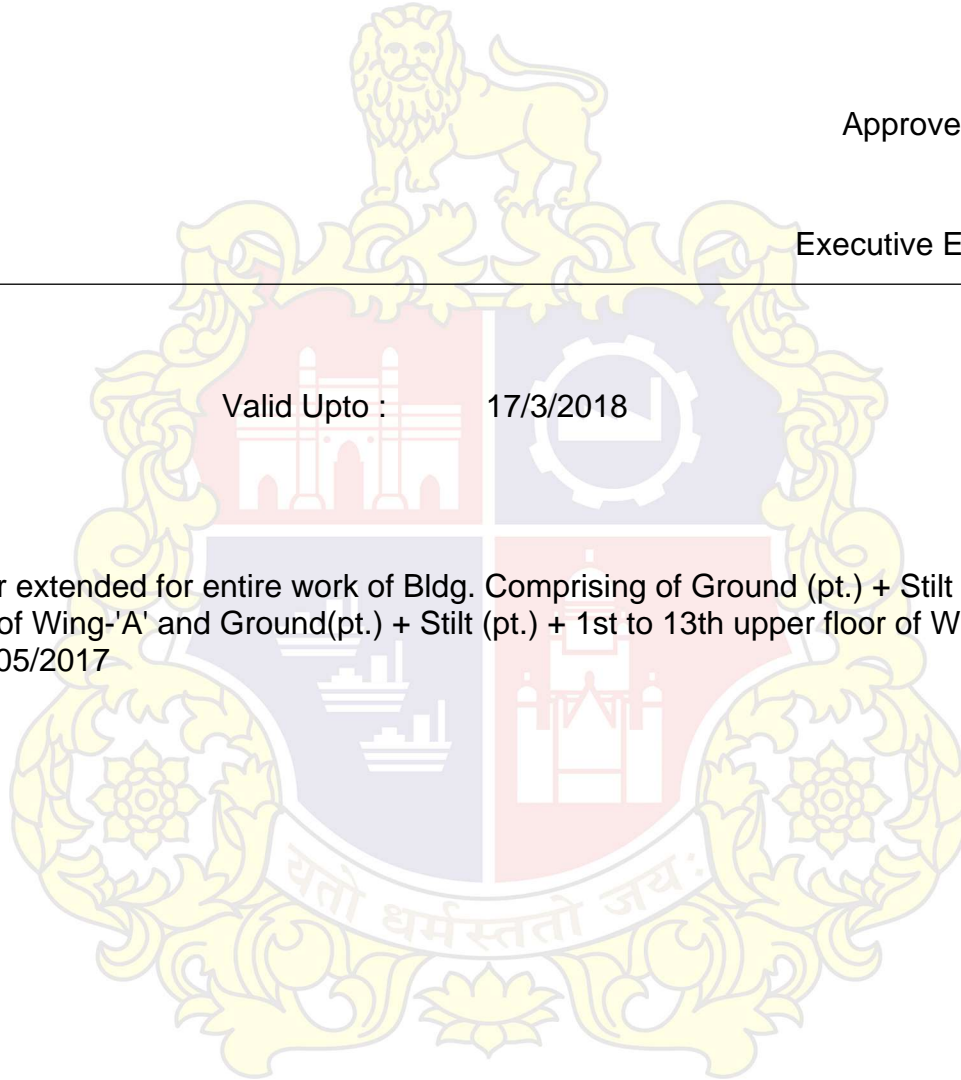 Approve
Executive E
Valid Upto : 17/3/2018
r extended for entire work of Bldg. Comprising of Ground (pt.) + Stilt
of Wing-'A' and Ground(pt.) + Stilt (pt.) + 1st to 13th upper floor of W
05/2017
यतो धर्मस्ततो जय: